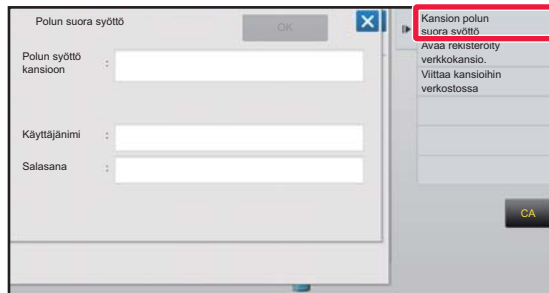 Polun suora syöttö
OK
Polun syöttö
kansioon :
Käyttäjänimi :
Salasana :
Kansion polun
suora syöttö
Avaa rekisteröity
verkkokansio.
Viittaa kansioihin
verkostossa
CA